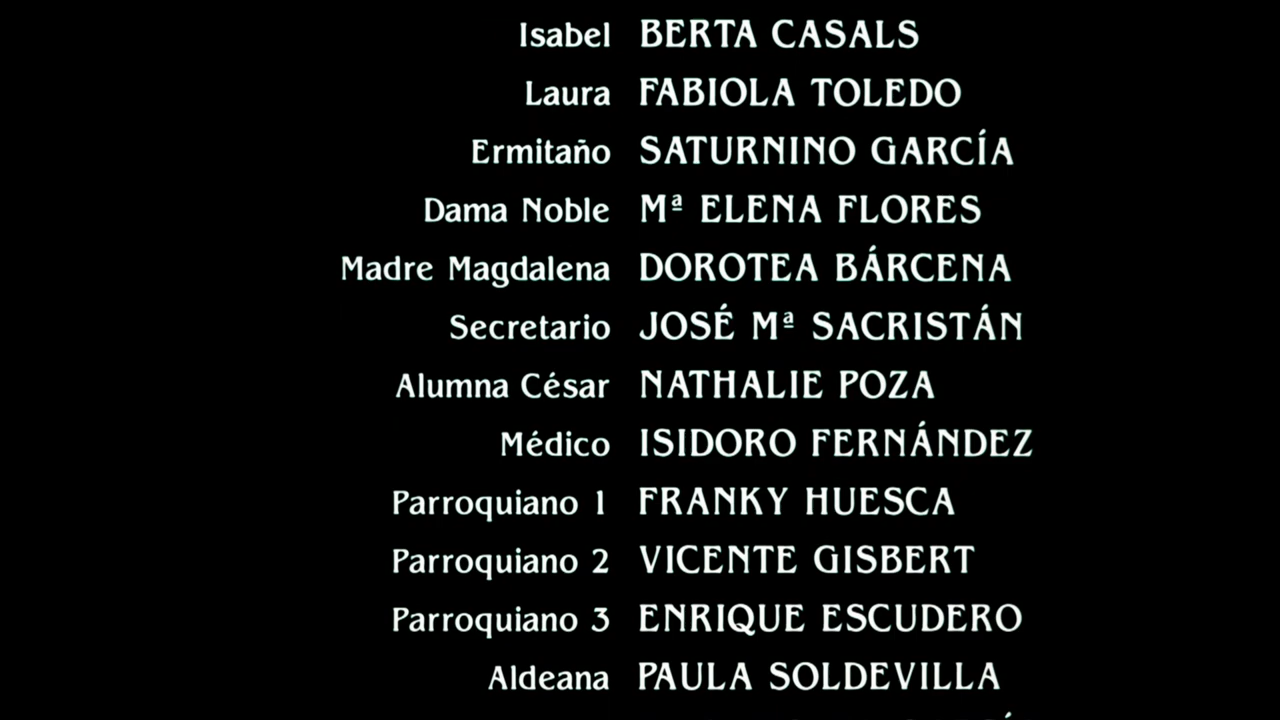 Isabel BERTA CASALS
Laura FABIOLA TOLEDO
Ermitaño SATURNINO GARCÍA
Dama Noble Mª ELENA FLORES
Madre Magdalena DOROTEA BÁRCENA
Secretario JOSÉ Mª SACRISTÁN
Alumna César NATHALIE POZA
Médico ISIDORO FERNÁNDEZ
Parroquiano 1 FRANKY HUESCA
Parroquiano 2 VICENTE GISBERT
Parroquiano 3 ENRIQUE ESCUDERO
Aldeana PAULA SOLDEVILLA